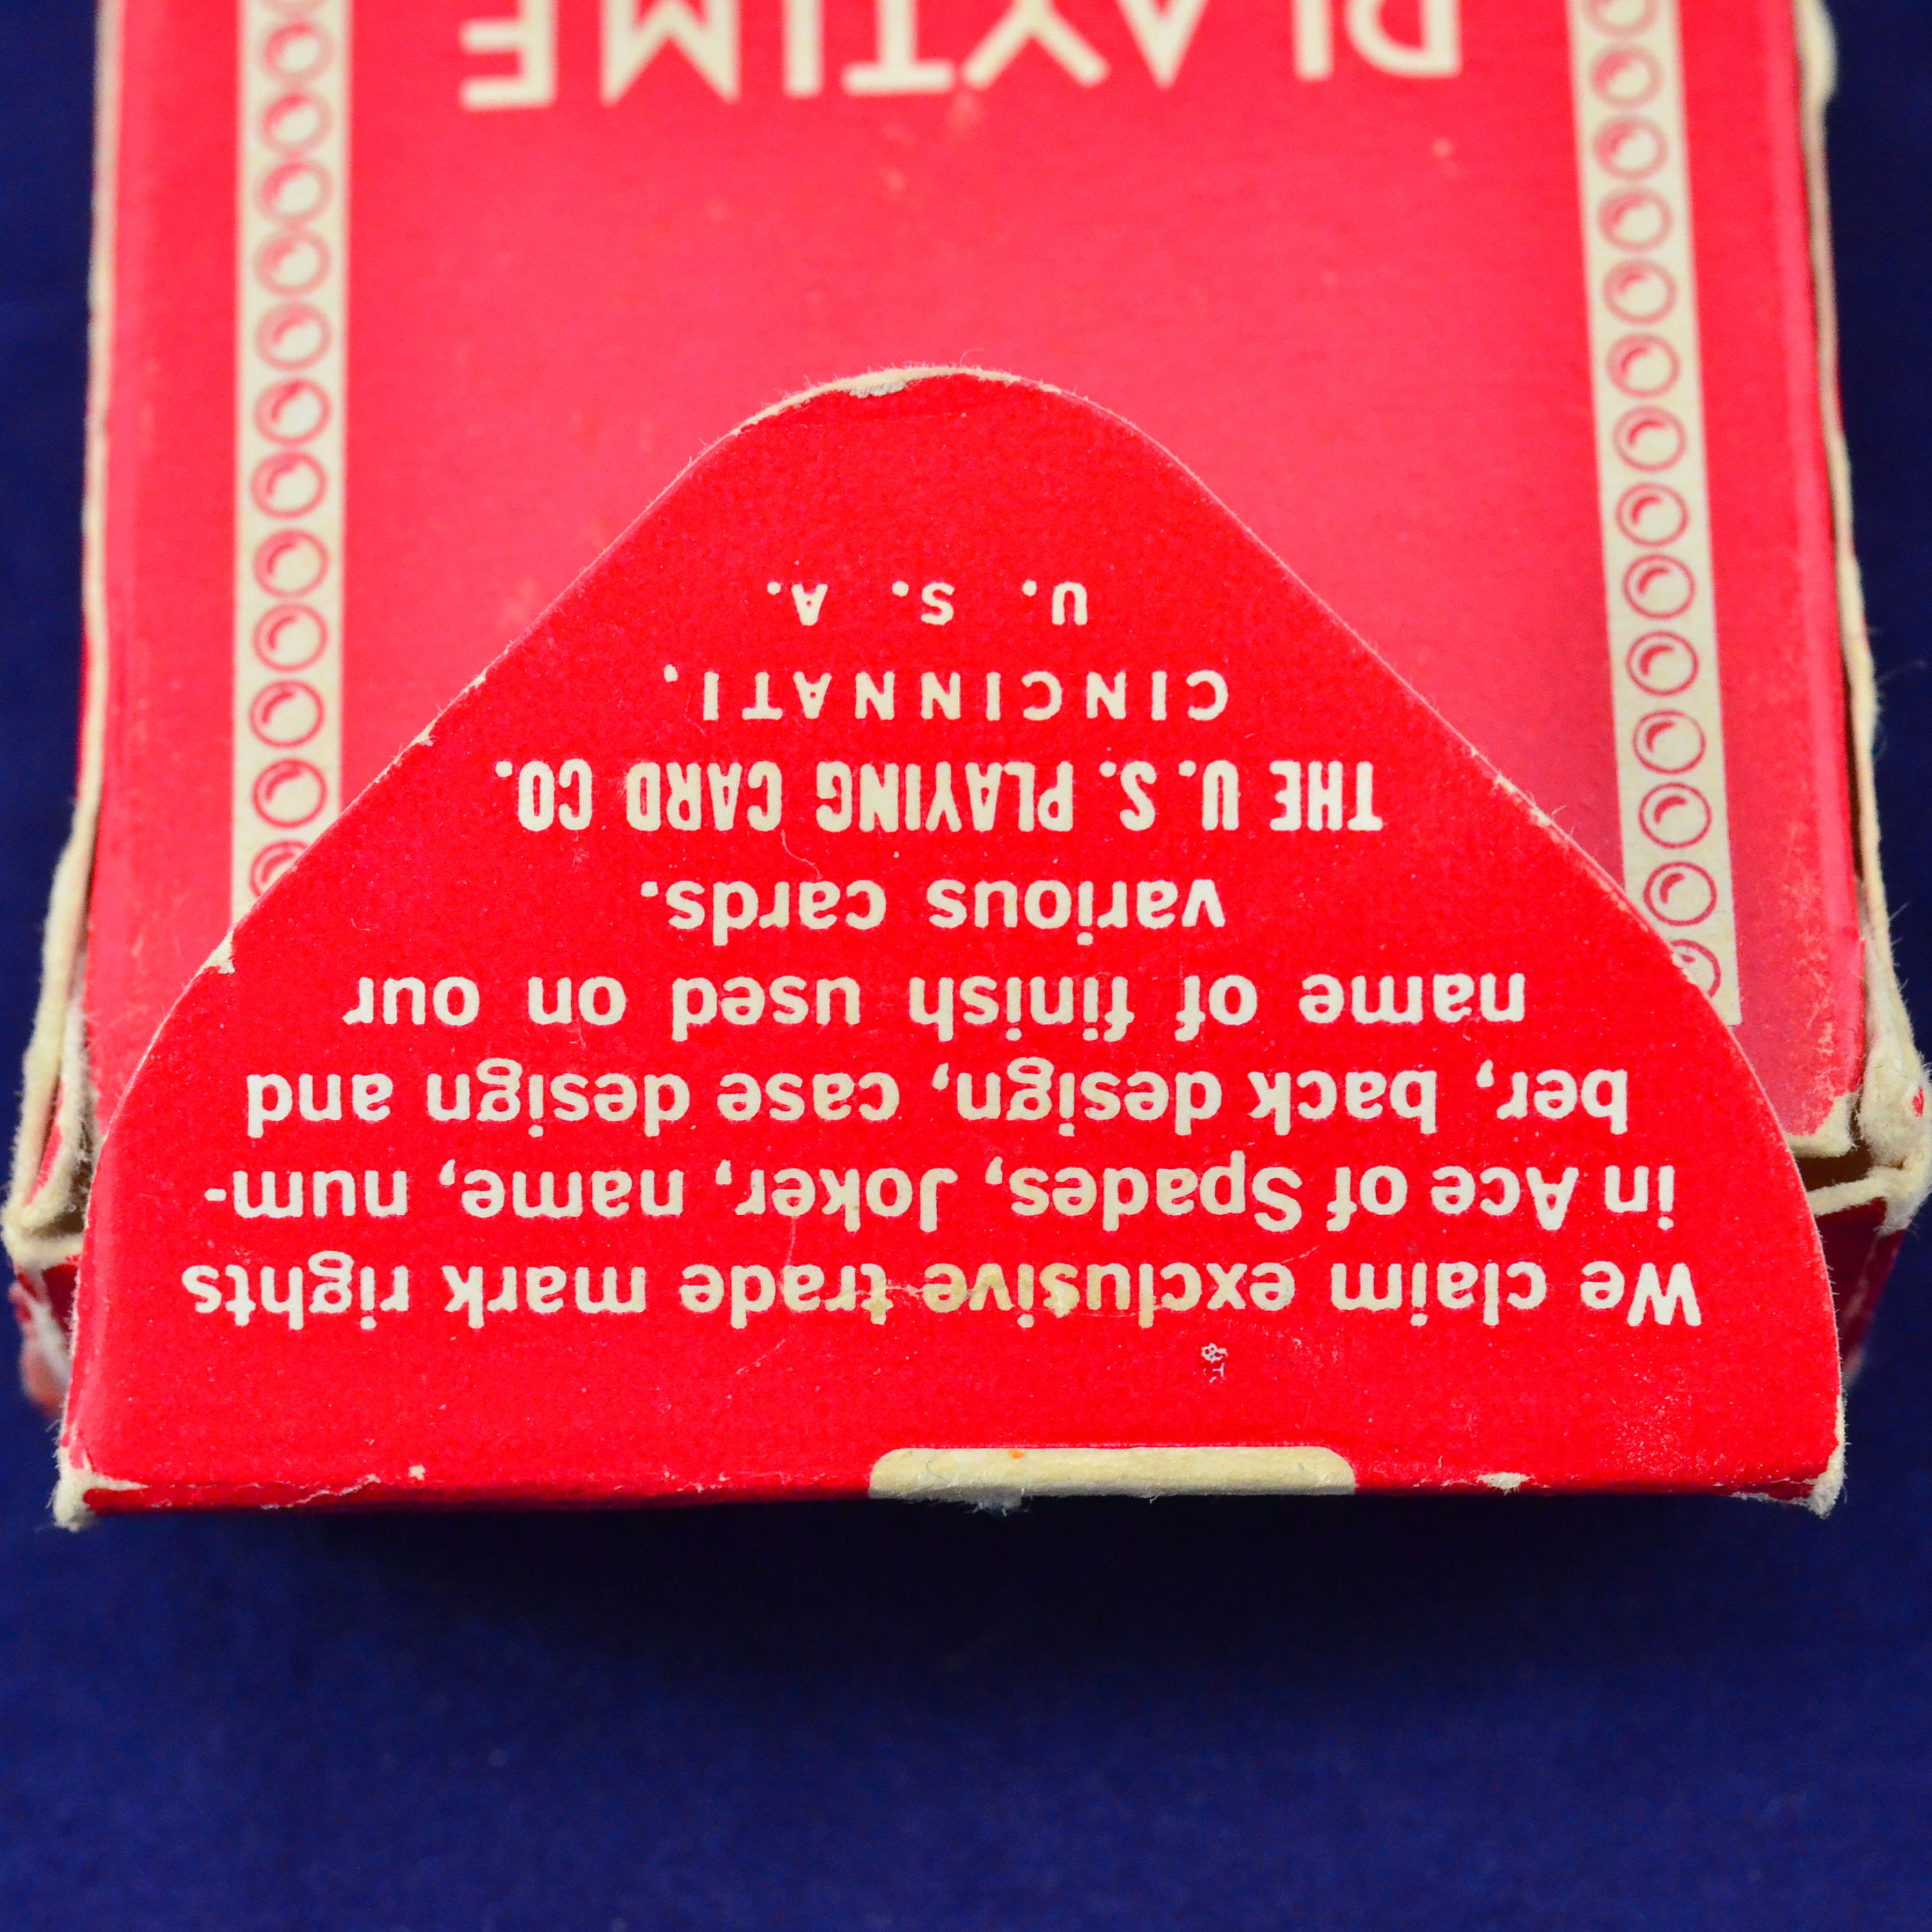 We claim exclusive trade mark rights
in Ace of Spades, Joker, name, num-
ber, back design, case design and
name of finish used on our
various cards.
THE U. S. PLAYING CARD CO.
CINCINNATI,
U. S. A.
PLAYTIME